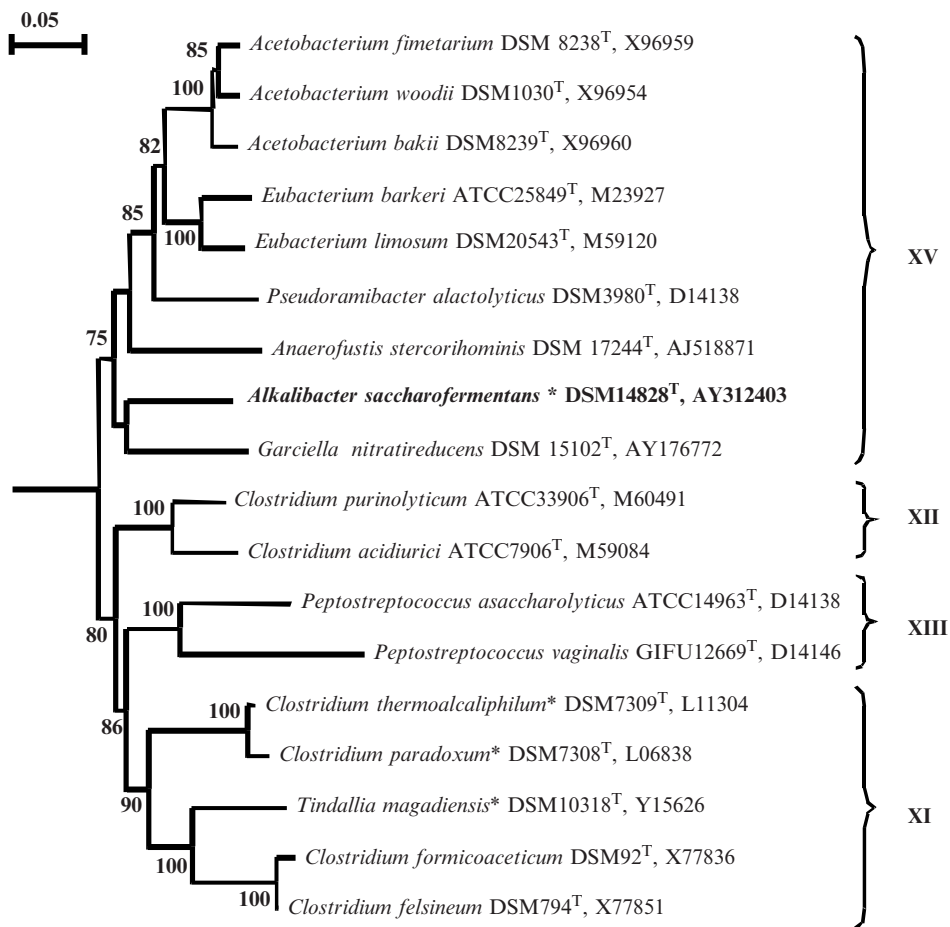 0.05
85
Acetobacterium fimetarium DSM 8238T, X96959
100
Acetobacterium woodii DSM1030T, X96954
Acetobacterium bakii DSM8239T, X96960
82
Eubacterium barkeri ATCC25849T, M23927
85
100
Eubacterium limosum DSM20543T, M59120
XV
Pseudoramibacter alactolyticus DSM3980T, D14138
75
Anaerofustis stercorihominis DSM 17244T, AJ518871
Alkalibacter saccharofermentans * DSM14828T, AY312403
Garciella nitratireducens DSM 15102T, AY176772
Clostridium purinolyticum ATCC33906T, M60491
100
XII
Clostridium acidiurici ATCC7906T, M59084
Peptostreptococcus asaccharolyticus ATCC14963T, D14138
100
XIII
80
Peptostreptococcus vaginalis GIFU12669T, D14146
Clostridium thermoalcaliphilum* DSM7309T, L11304
100
86
Clostridium paradoxum* DSM7308T, L06838
90
Tindallia magadiensis* DSM10318T, Y15626
XI
100
Clostridium formicoaceticum DSM92T, X77836
100
Clostridium felsineum DSM794T, X77851